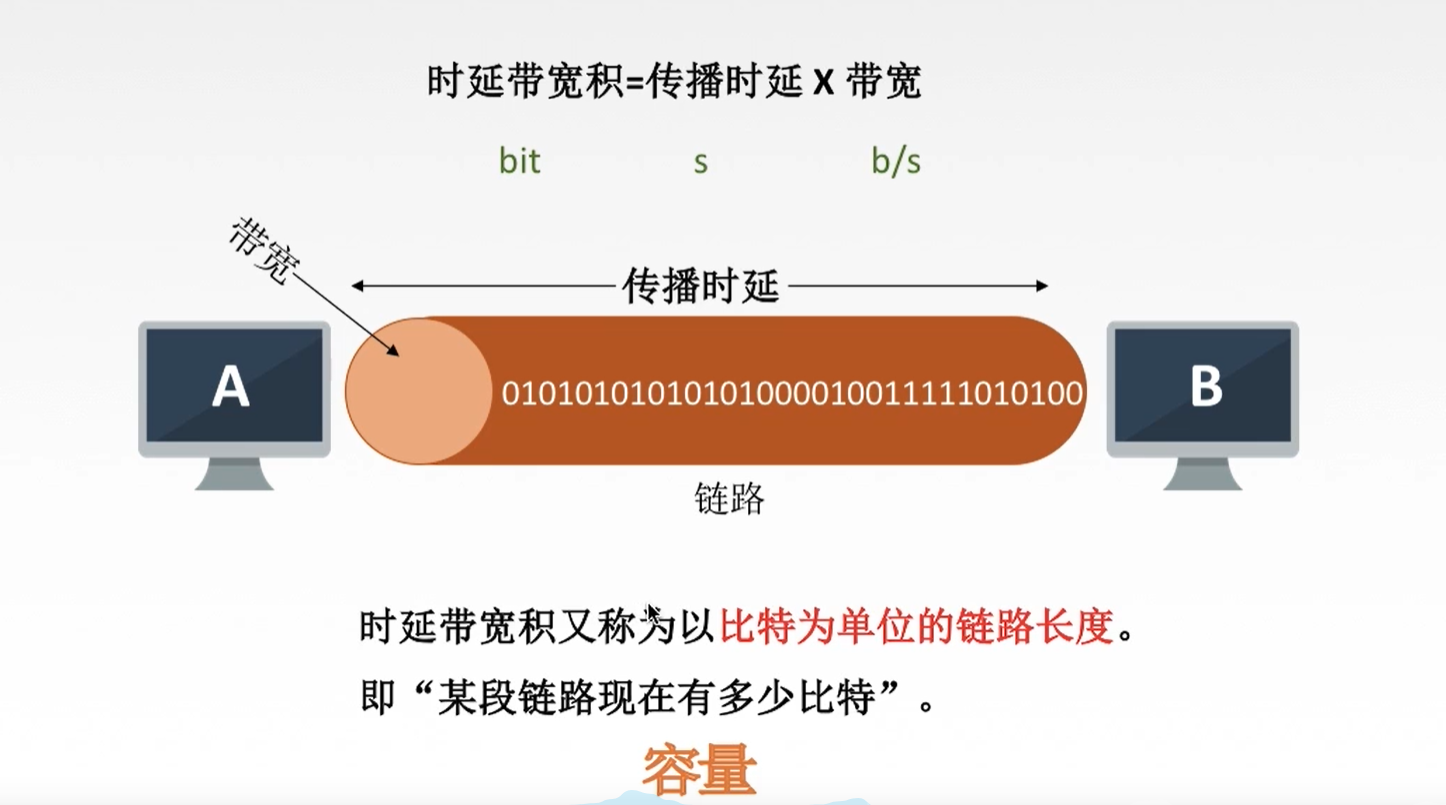 时延带宽积=传播时延 X 带宽
bit s b/s
带宽
传播时延
A
010101010101010000100111110101​00
B
链路
时延带宽积又称为以比特为单位的链路长度。
即“某段链路现在有多少比特”。
容量